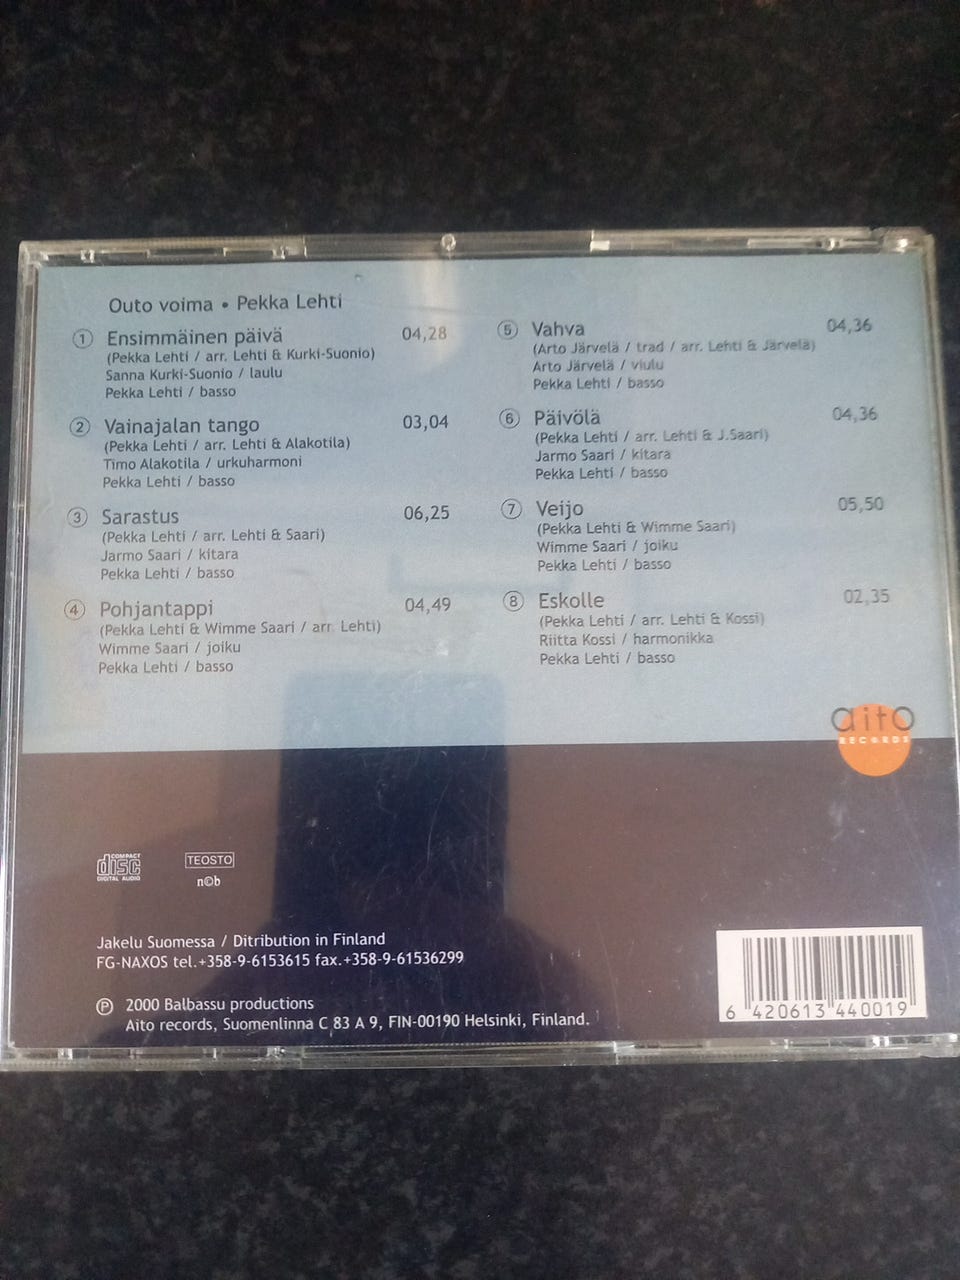 Outo voima • Pekka Lehti
1 Ensimmäinen päivä 04,28
(Pekka Lehti / arr. Lehti & Kurki-Suonio)
Sanna Kurki-Suonio / laulu
Pekka Lehti / basso
2 Vainajalan tango 03,04
(Pekka Lehti / arr. Lehti & Alakotila)
Timo Alakotila / urkuharmoni
Pekka Lehti / basso
3 Sarastus 06,25
(Pekka Lehti / arr. Lehti & Saari)
Jarmo Saari / kitara
Pekka Lehti / basso
4 Pohjantappi 04,49
(Pekka Lehti & Wimme Saari / arr. Lehti)
Wimme Saari / joiku
Pekka Lehti / basso
5 Vahva 04,36
(Arto Järvelä / trad / arr. Lehti & Järvelä)
Arto Järvelä / viulu
Pekka Lehti / basso
6 Päivölä 04,36
(Pekka Lehti / arr. Lehti & J.Saari)
Jarmo Saari / kitara
Pekka Lehti / basso
7 Veijo 05,50
(Pekka Lehti & Wimme Saari)
Wimme Saari / joiku
Pekka Lehti / basso
8 Eskolle 02,35
(Pekka Lehti / arr. Lehti & Kossi)
Riitta Kossi / harmonikka
Pekka Lehti / basso
aito
RECORDS
COMPACT
disc
DIGITAL AUDIO
TEOSTO
n©b
Jakelu Suomessa / Ditribution in Finland
FG-NAXOS tel.+358-9-6153615 fax.+358-9-61536299
Ⓟ 2000 Balbassu productions
Aito records, Suomenlinna C 83 A 9, FIN-00190 Helsinki, Finland.
6 420613 440019